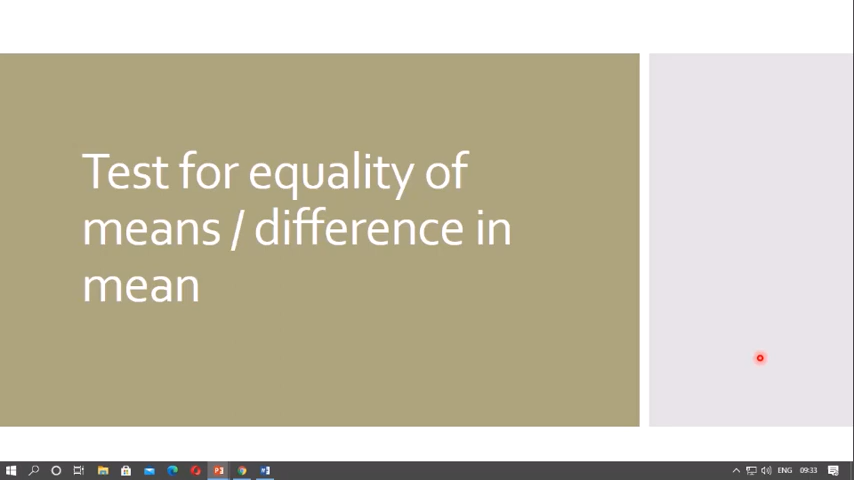 Test for equality of
means / difference in
mean
ENG
09:33